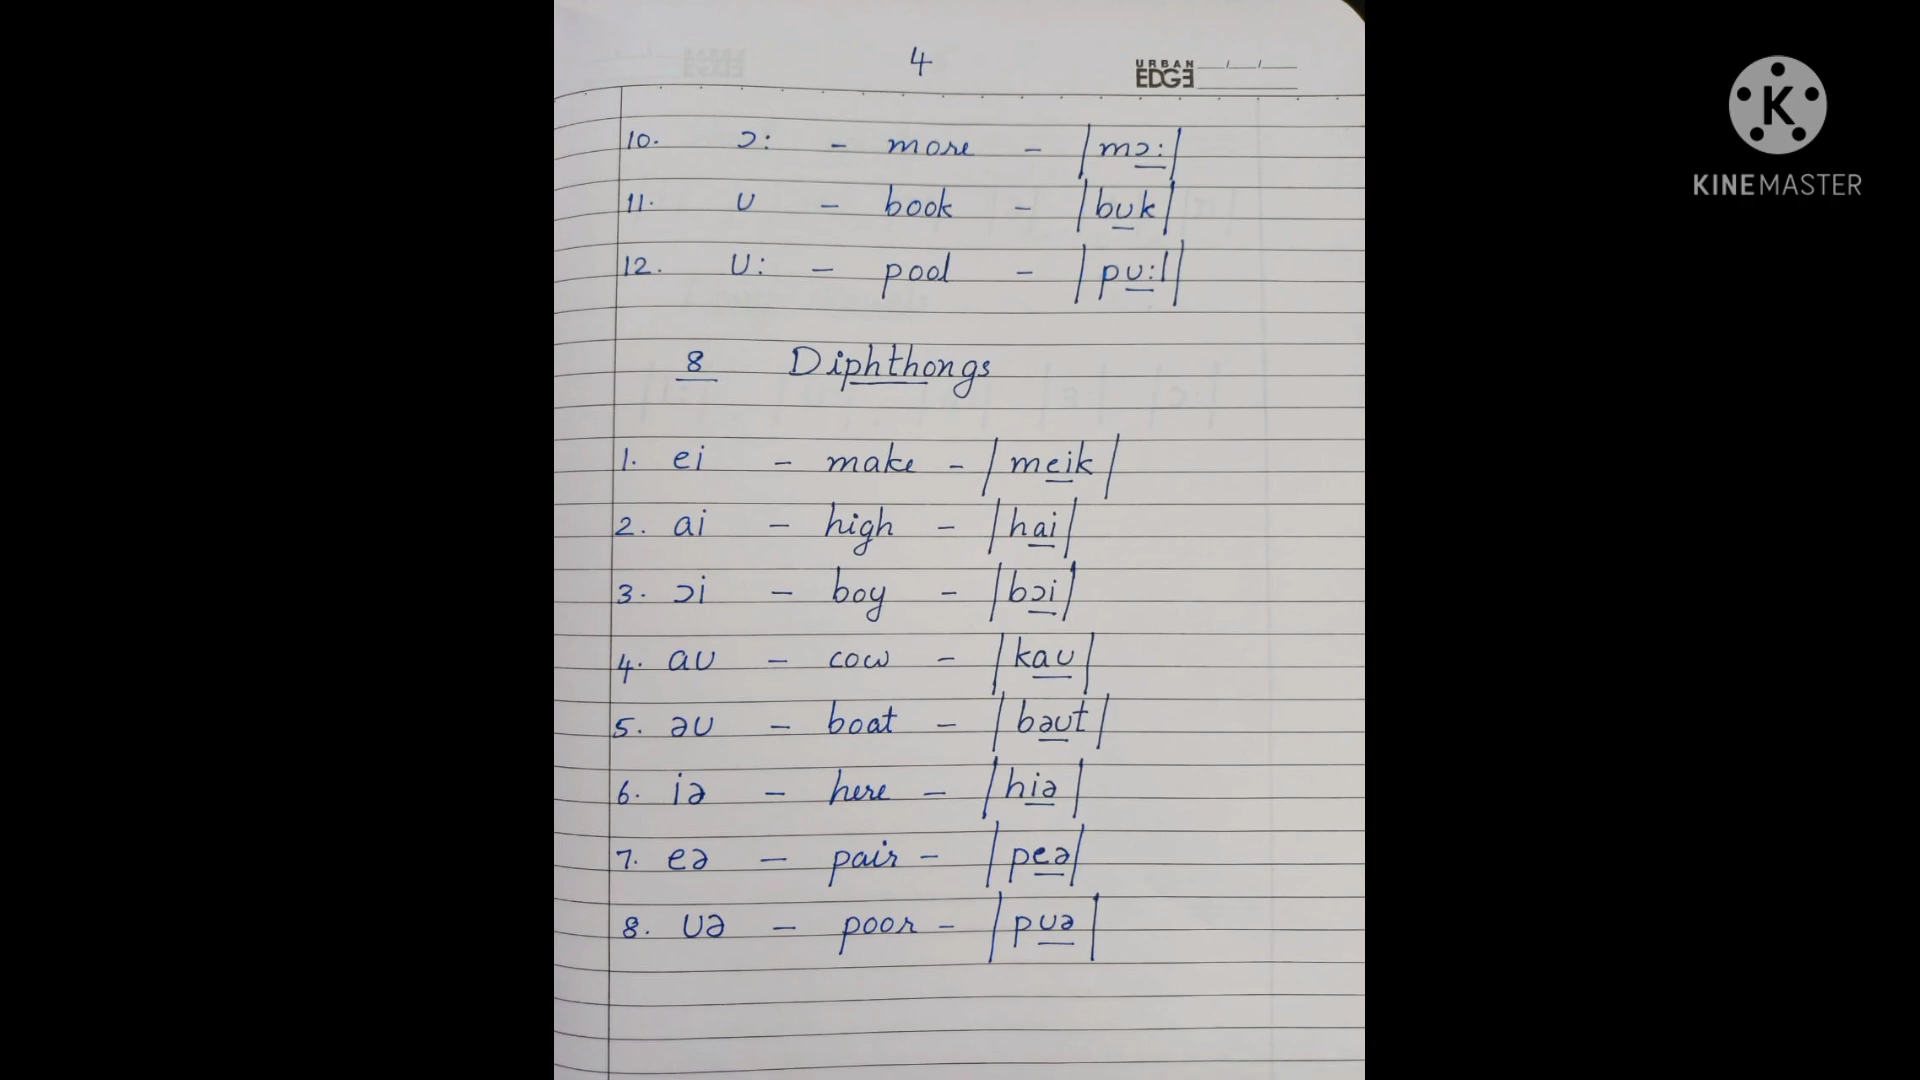 4
URBAN
EDGE
10. ɔ: - more - |mɔ:|
11. ʊ - book - |bʊk|
12. ʊ: - pool - |pʊ:l|
8 Diphthongs
1. ei - make - |meik|
2. ai - high - |hai|
3. ɔi - boy - |bɔi|
4. aʊ - cow - |kaʊ|
5. əʊ - boat - |bəʊt|
6. iə - here - |hiə|
7. eə - pair - |peə|
8. ʊə - poor - |pʊə|
K
KINEMASTER